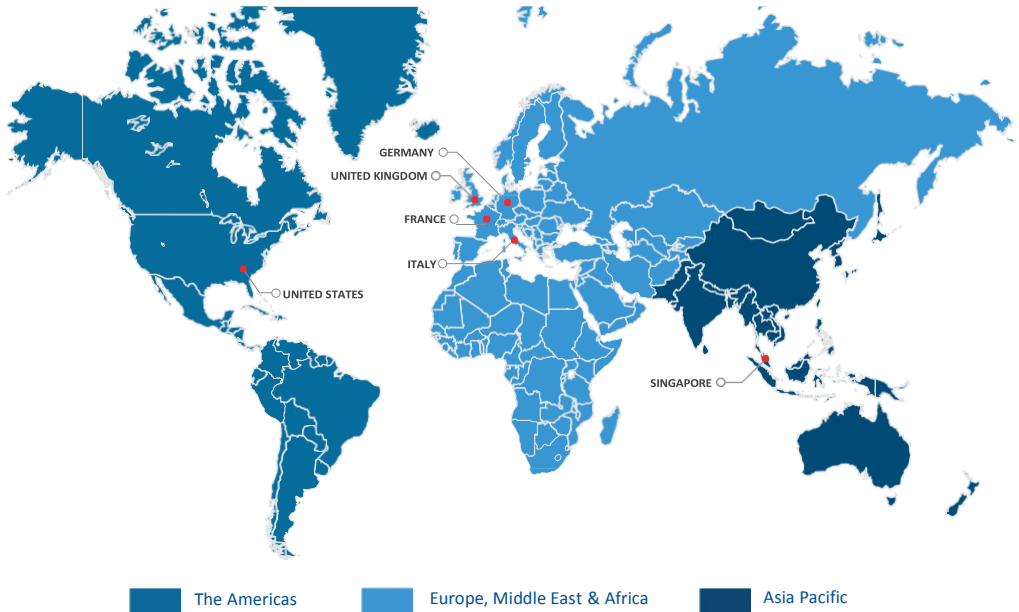 GERMANY
UNITED KINGDOM
FRANCE
ITALY
UNITED STATES
SINGAPORE
The Americas
Europe, Middle East & Africa
Asia Pacific